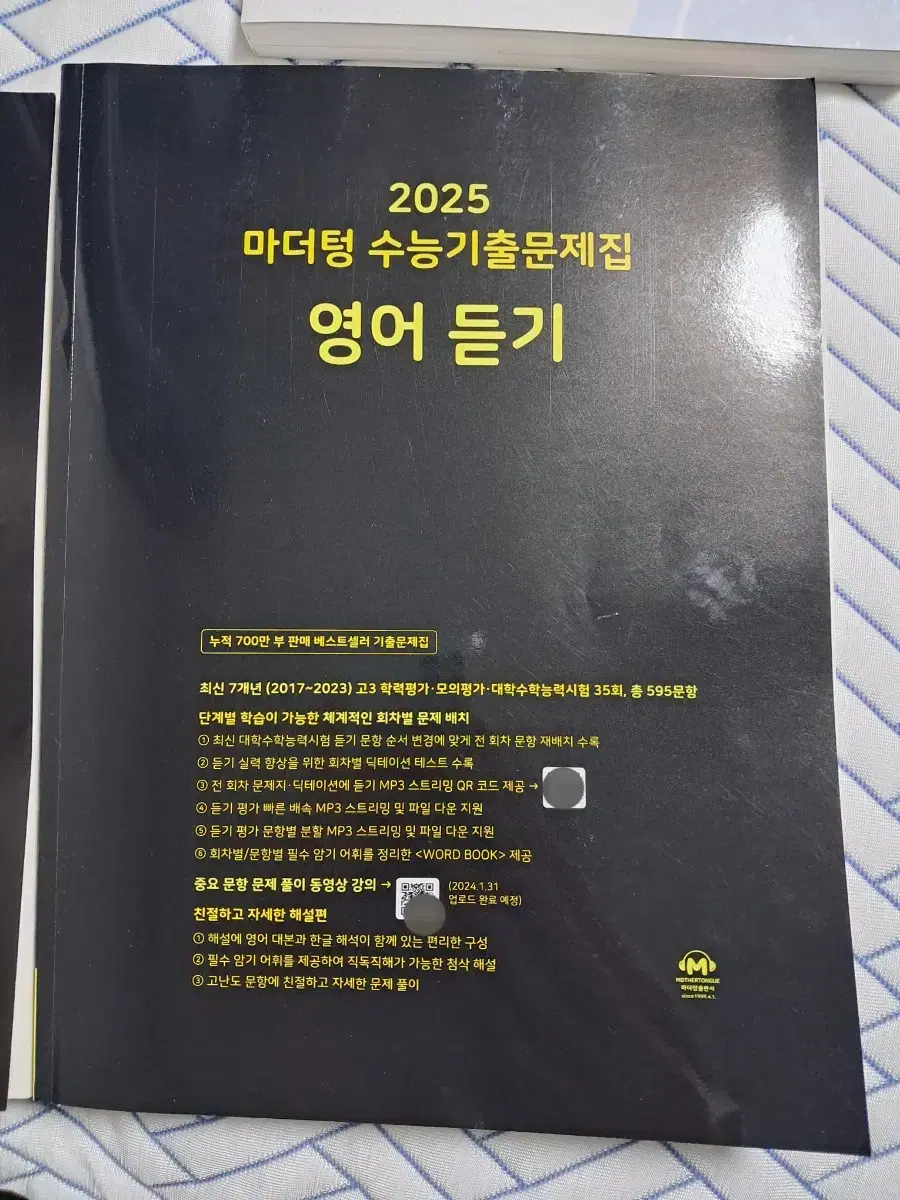 2025
마더텅 수능기출문제집
영어 듣기
누적 700만 부 판매 베스트셀러 기출문제집
최신 7개년 (2017~2023) 고3 학력평가·모의평가·대학수학능력시험 35회, 총 595문항
단계별 학습이 가능한 체계적인 회차별 문제 배치
① 최신 대학수학능력시험 듣기 문항 순서 변경에 맞게 전 회차 문항 재배치 수록
② 듣기 실력 향상을 위한 회차별 딕테이션 테스트 수록
③ 전 회차 문제지·딕테이션에 듣기 MP3 스트리밍 QR 코드 제공 →
④ 듣기 평가 빠른 배속 MP3 스트리밍 및 파일 다운 지원
⑤ 듣기 평가 문항별 분할 MP3 스트리밍 및 파일 다운 지원
⑥ 회차별/문항별 필수 암기 어휘를 정리한 <WORD BOOK> 제공
중요 문항 문제 풀이 동영상 강의 →
(2024.1.31
업로드 완료 예정)
친절하고 자세한 해설편
① 해설에 영어 대본과 한글 해석이 함께 있는 편리한 구성
② 필수 암기 어휘를 제공하여 직독직해가 가능한 첨삭 해설
③ 고난도 문항에 친절하고 자세한 문제 풀이
M
MOTHERTONGUE
마더텅출판사
since1999.4.1.